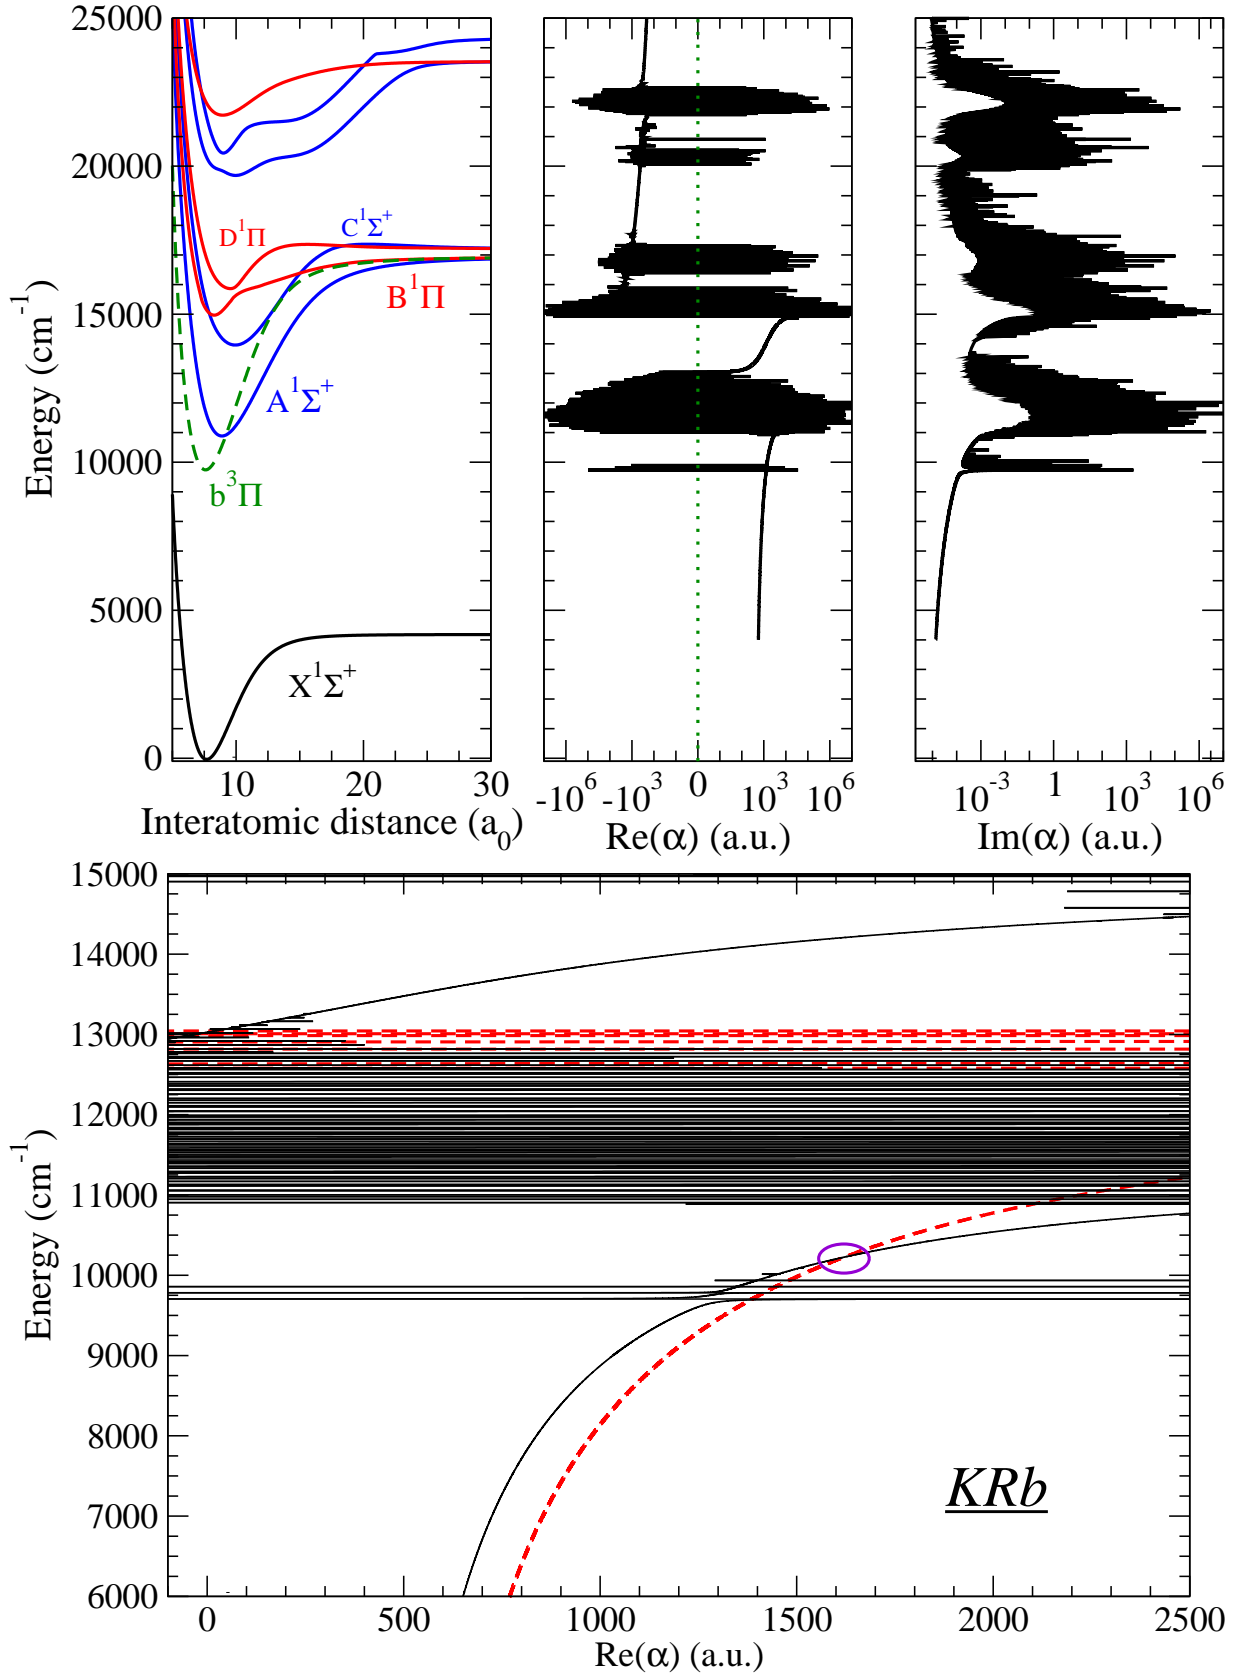 25000
20000
15000
10000
5000
0
Energy (cm⁻¹)
D¹Π
C¹Σ⁺
B¹Π
A¹Σ⁺
b³Π
X¹Σ⁺
10 20 30
Interatomic distance (a₀)
-10⁶ -10³ 0 10³ 10⁶
Re(α) (a.u.)
10⁻³ 1 10³ 10⁶
Im(α) (a.u.)
15000
14000
13000
12000
11000
10000
9000
8000
7000
6000
Energy (cm⁻¹)
KRb
0 500 1000 1500 2000 2500
Re(α) (a.u.)